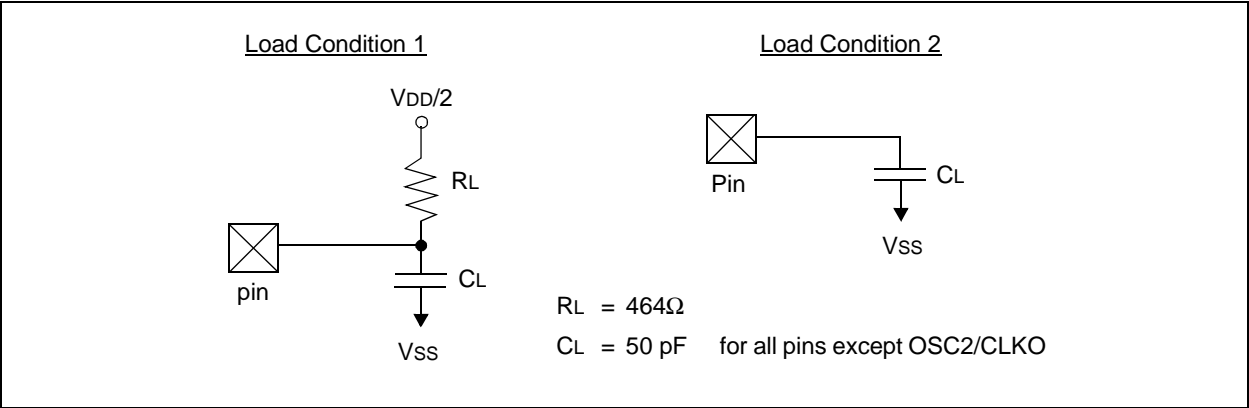 Load Condition 1
VDD/2
RL
pin
CL
VSS
Load Condition 2
Pin
CL
VSS
RL = 464Ω
CL = 50 pF for all pins except OSC2/CLKO